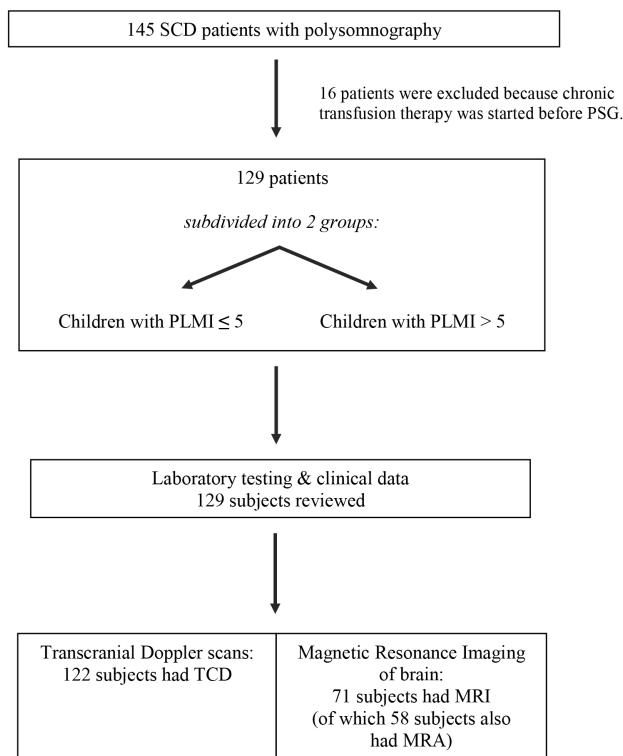 145 SCD patients with polysomnography
16 patients were excluded because chronic
transfusion therapy was started before PSG.
129 patients
subdivided into 2 groups:
Children with PLMI ≤ 5
Children with PLMI > 5
Laboratory testing & clinical data
129 subjects reviewed
Transcranial Doppler scans:
122 subjects had TCD
Magnetic Resonance Imaging
of brain:
71 subjects had MRI
(of which 58 subjects also
had MRA)